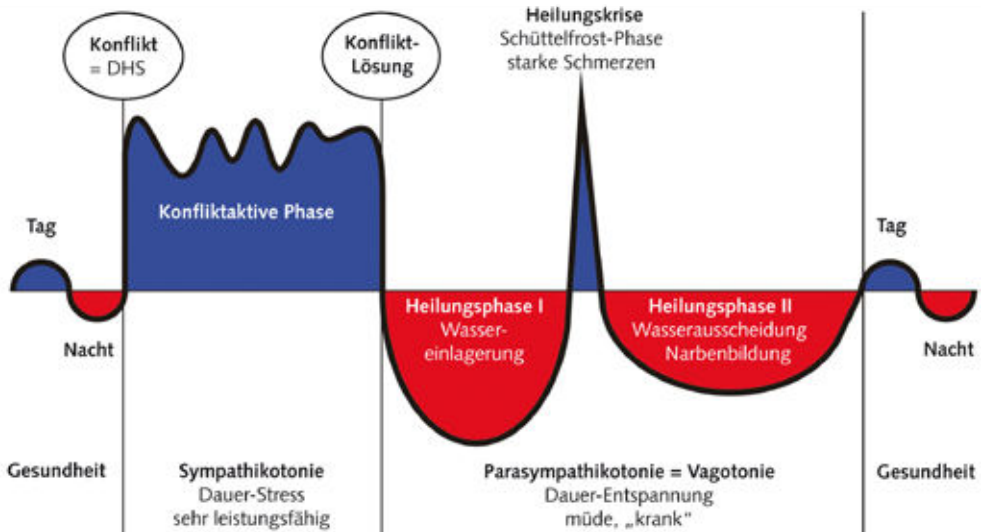 Konflikt
= DHS
Konflikt-
Lösung
Heilungskrise
Schüttelfrost-Phase
starke Schmerzen
Tag
Konfliktaktive Phase
Nacht
Heilungsphase I
Wasser-
einlagerung
Heilungsphase II
Wasserausscheidung
Narbenbildung
Tag
Nacht
Gesundheit
Sympathikotonie
Dauer-Stress
sehr leistungsfähig
Parasympathikotonie = Vagotonie
Dauer-Entspannung
müde, „krank“
Gesundheit